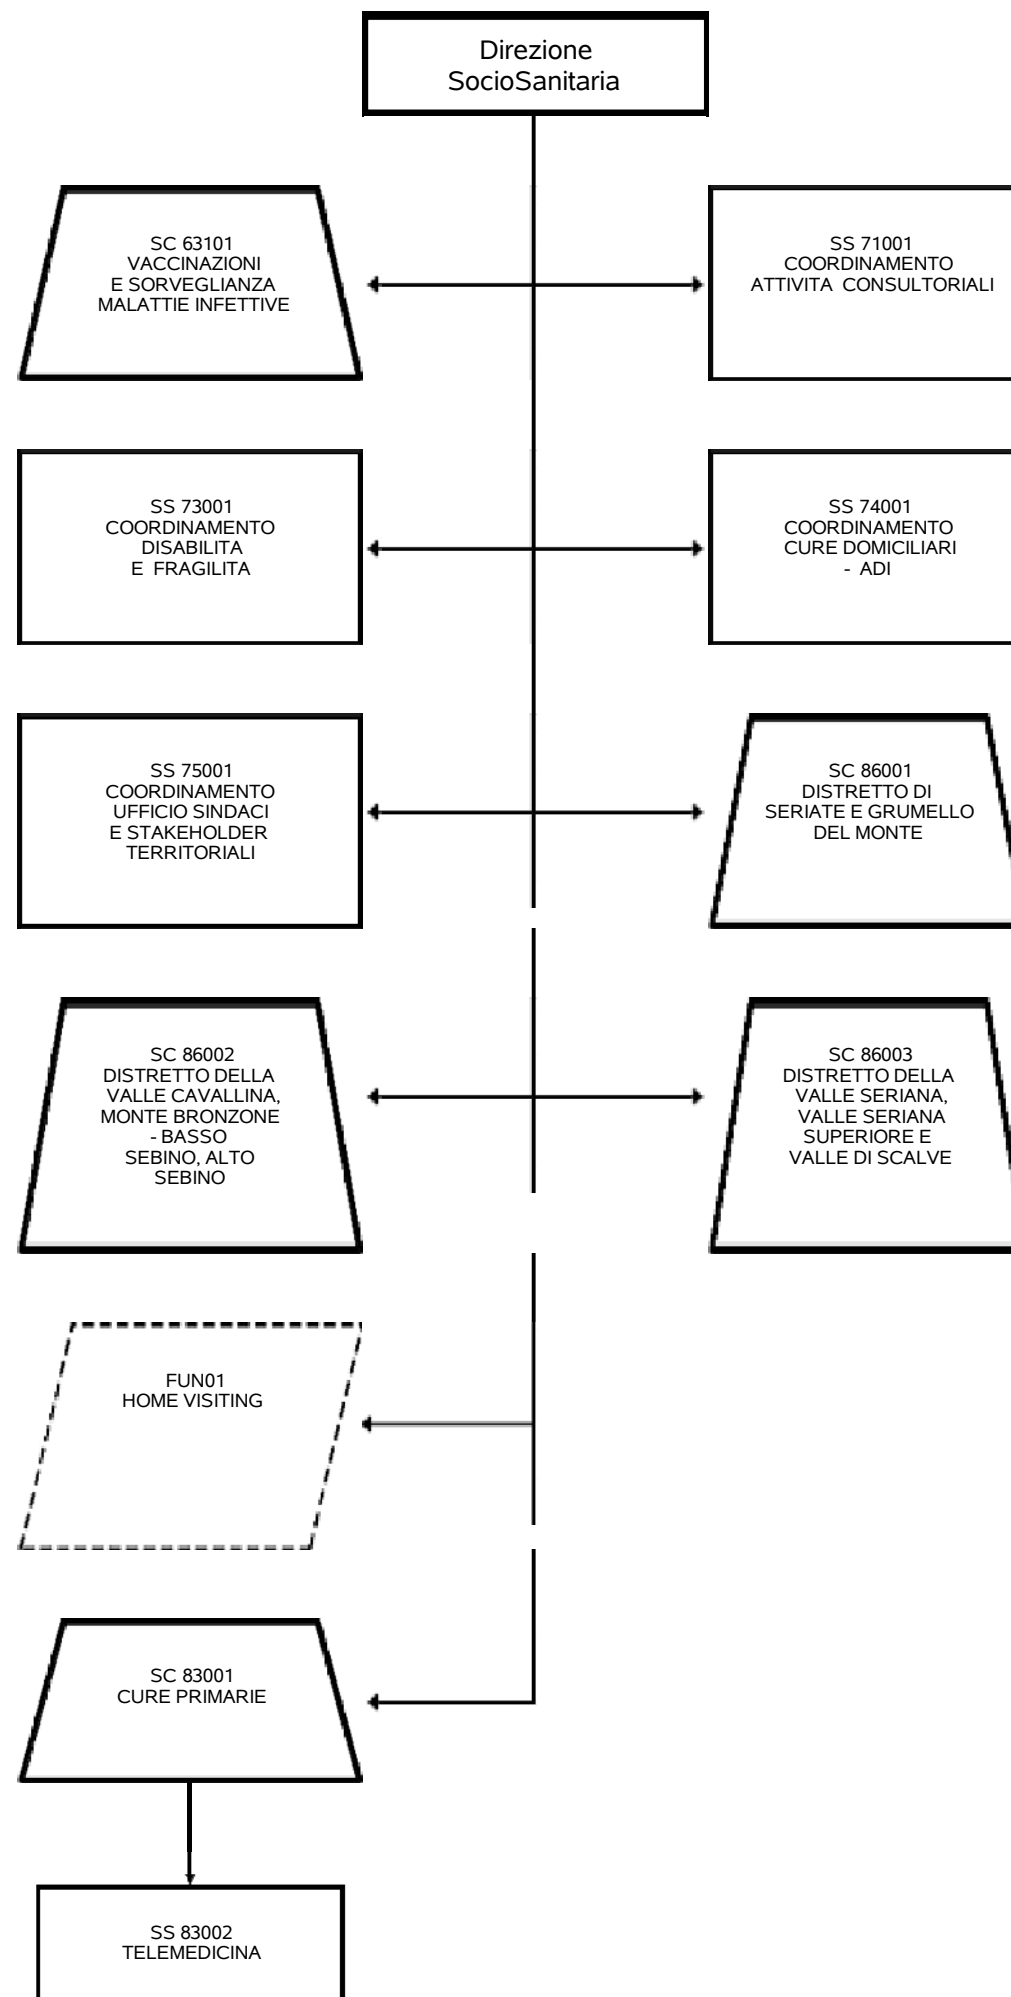 Direzione
SocioSanitaria
SC 63101
VACCINAZIONI
E SORVEGLIANZA
MALATTIE INFETTIVE
SS 71001
COORDINAMENTO
ATTIVITA CONSULTORIALI
SS 73001
COORDINAMENTO
DISABILITA
E FRAGILITA
SS 74001
COORDINAMENTO
CURE DOMICILIARI
- ADI
SS 75001
COORDINAMENTO
UFFICIO SINDACI
E STAKEHOLDER
TERRITORIALI
SC 86001
DISTRETTO DI
SERIATE E GRUMELLO
DEL MONTE
SC 86002
DISTRETTO DELLA
VALLE CAVALLINA,
MONTE BRONZONE
- BASSO
SEBINO, ALTO
SEBINO
SC 86003
DISTRETTO DELLA
VALLE SERIANA,
VALLE SERIANA
SUPERIORE E
VALLE DI SCALVE
FUN01
HOME VISITING
SC 83001
CURE PRIMARIE
SS 83002
TELEMEDICINA